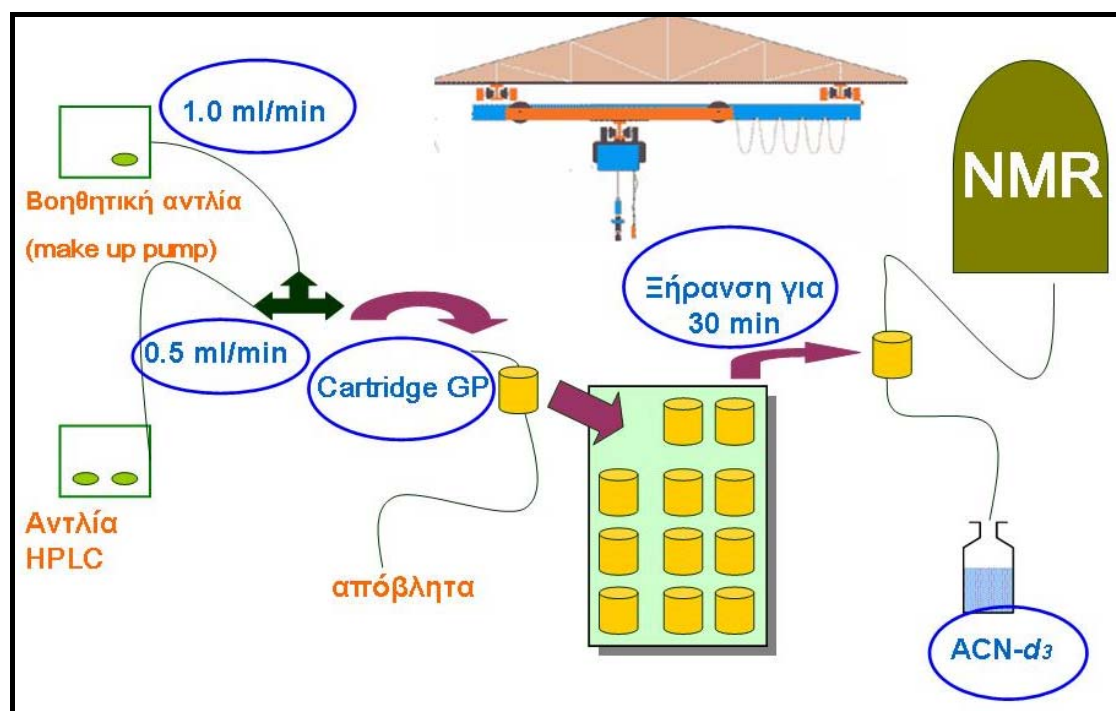 1.0 ml/min
Βοηθητική αντλία
(make up pump)
0.5 ml/min
Cartridge GP
Αντλία
HPLC
απόβλητα
Ξήρανση για
30 min
NMR
ACN-d3